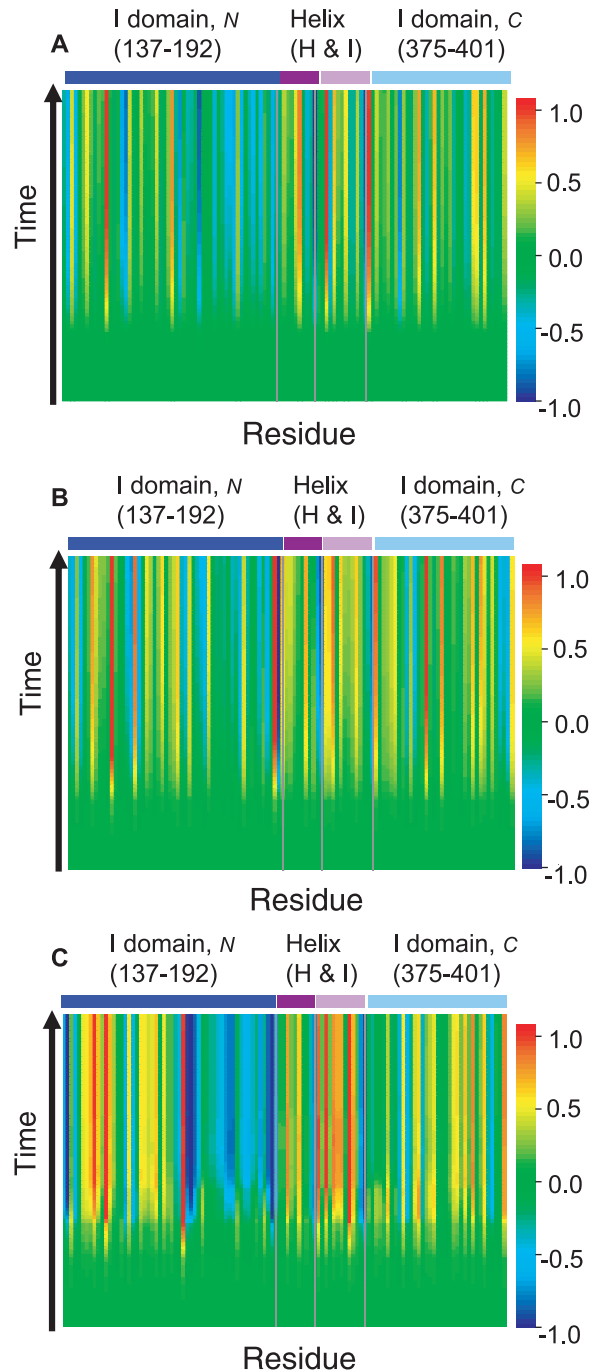 A
I domain, N
(137-192)
Helix
(H & I)
I domain, C
(375-401)
Time
1.0
0.5
0.0
-0.5
-1.0
Residue
B
I domain, N
(137-192)
Helix
(H & I)
I domain, C
(375-401)
Time
1.0
0.5
0.0
-0.5
-1.0
Residue
C
I domain, N
(137-192)
Helix
(H & I)
I domain, C
(375-401)
Time
1.0
0.5
0.0
-0.5
-1.0
Residue